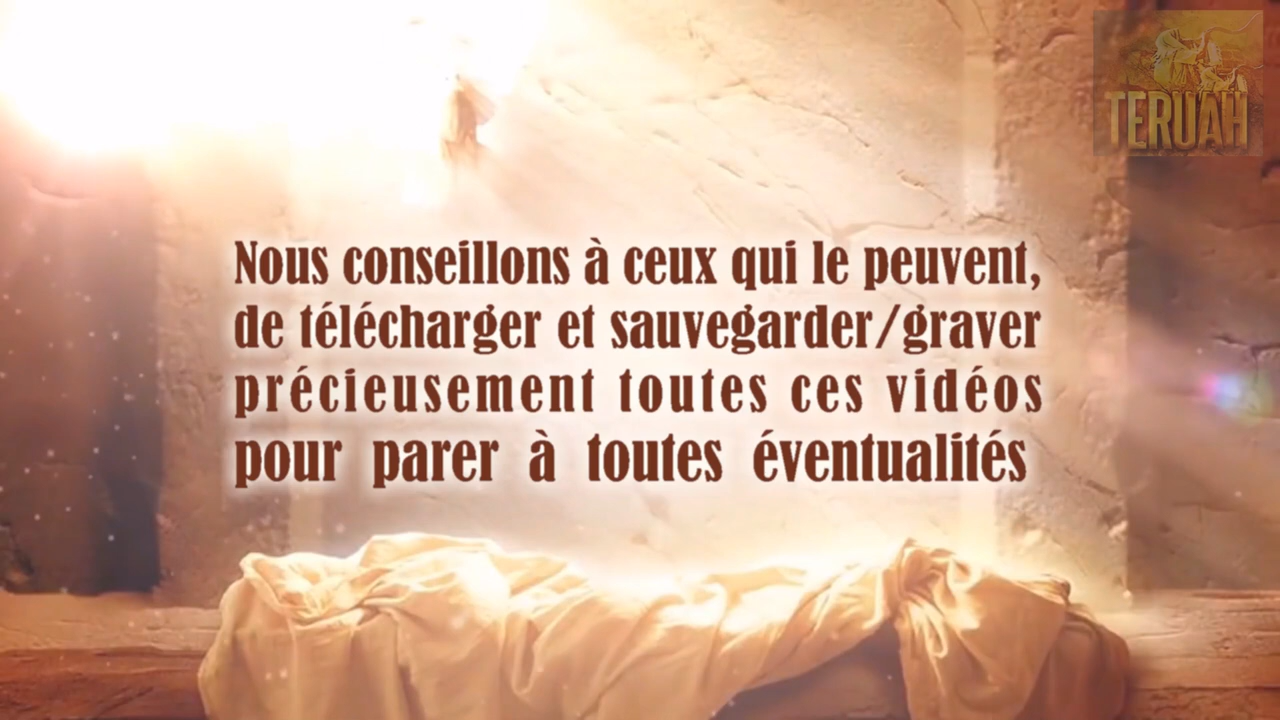 TERUAH
Nous conseillons à ceux qui le peuvent,
de télécharger et sauvegarder/graver
précieusement toutes ces vidéos
pour parer à toutes éventualités